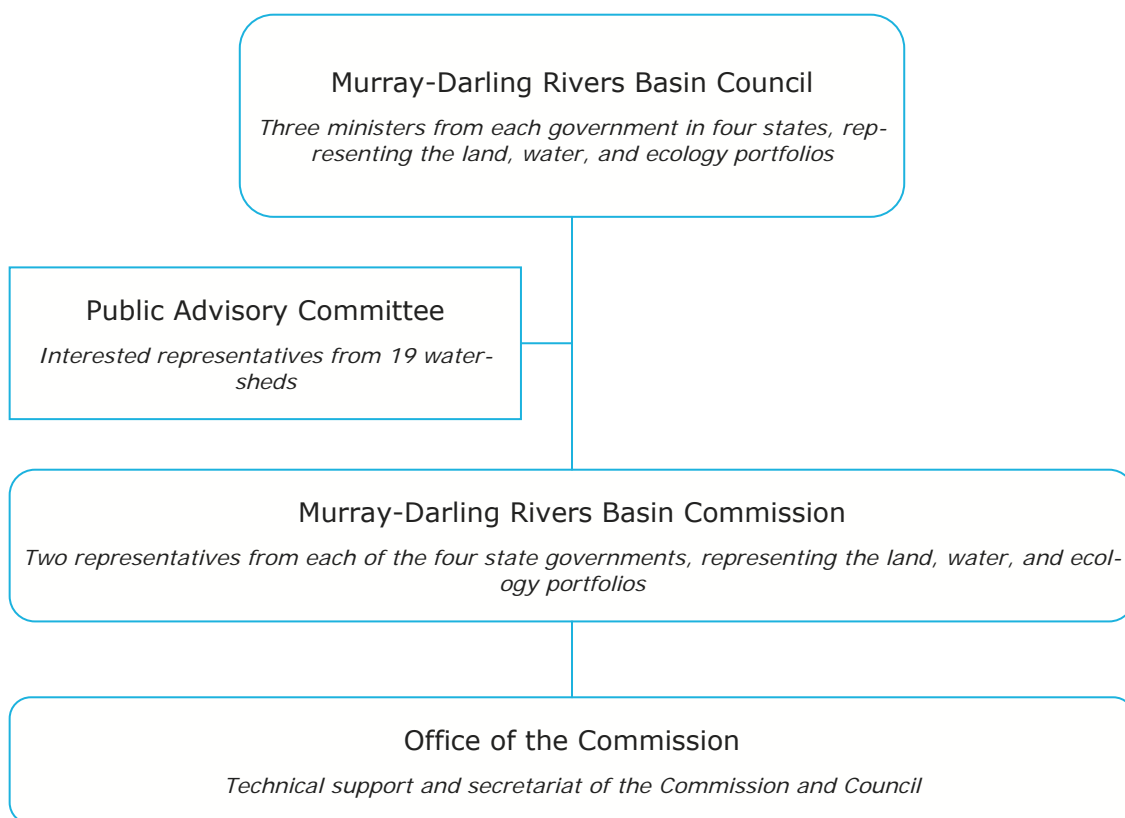 Murray-Darling Rivers Basin Council
Three ministers from each government in four states, rep-
resenting the land, water, and ecology portfolios
Public Advisory Committee
Interested representatives from 19 water-
sheds
Murray-Darling Rivers Basin Commission
Two representatives from each of the four state governments, representing the land, water, and ecol-
ogy portfolios
Office of the Commission
Technical support and secretariat of the Commission and Council